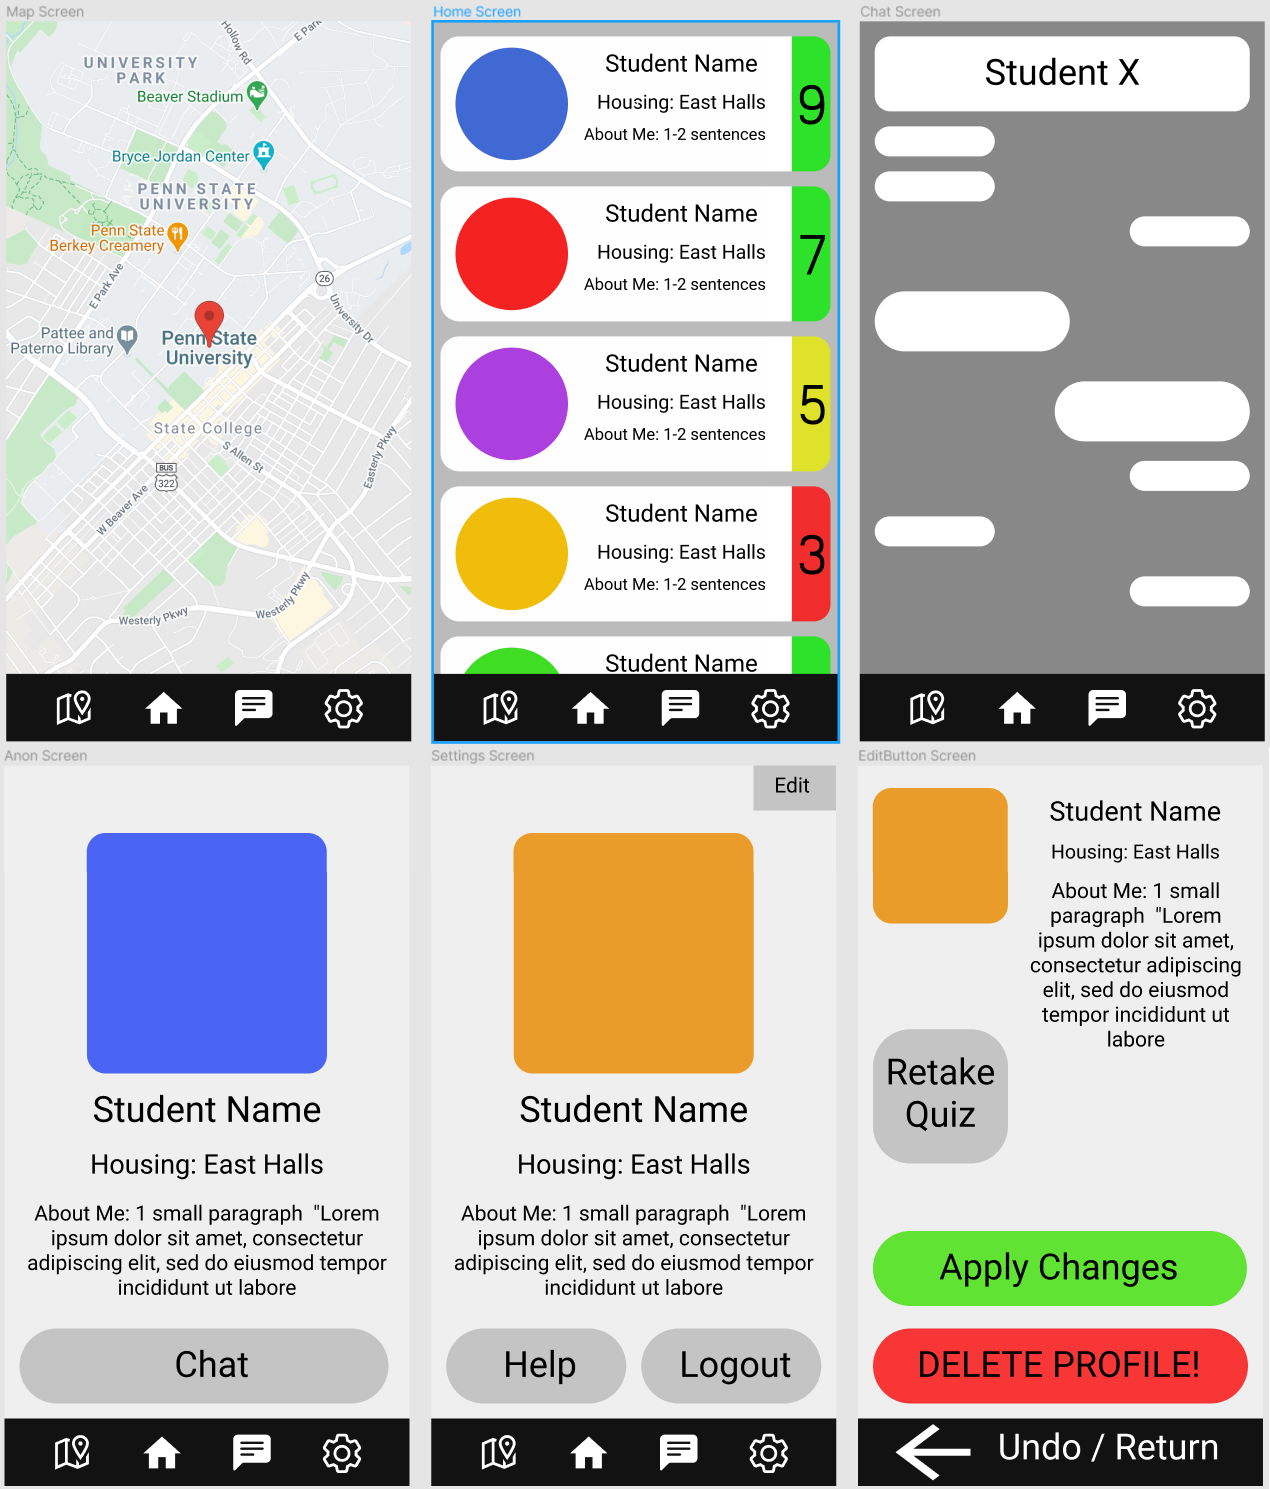 Map Screen
Hollow Rd
E Park
UNIVERSITY
PARK
Beaver Stadium
Bryce Jordan Center
PENN STATE
UNIVERSITY
Penn State
Berkey Creamery
E Park Ave
26
University Dr
Pattee and
Paterno Library
Penn State
University
State College
S Allen St
Easterly Pkwy
BUS
322
W Beaver Ave
Westerly Pkwy
Westerly Pkwy
Home Screen
Student Name
Housing: East Halls
About Me: 1-2 sentences
9
Student Name
Housing: East Halls
About Me: 1-2 sentences
7
Student Name
Housing: East Halls
About Me: 1-2 sentences
5
Student Name
Housing: East Halls
About Me: 1-2 sentences
3
Student Name
Chat Screen
Student X
Anon Screen
Student Name
Housing: East Halls
About Me: 1 small paragraph "Lorem
ipsum dolor sit amet, consectetur
adipiscing elit, sed do eiusmod tempor
incididunt ut labore
Chat
Settings Screen
Edit
Student Name
Housing: East Halls
About Me: 1 small paragraph "Lorem
ipsum dolor sit amet, consectetur
adipiscing elit, sed do eiusmod tempor
incididunt ut labore
Help
Logout
EditButton Screen
Student Name
Housing: East Halls
About Me: 1 small
paragraph "Lorem
ipsum dolor sit amet,
consectetur adipiscing
elit, sed do eiusmod
tempor incididunt ut
labore
Retake
Quiz
Apply Changes
DELETE PROFILE!
Undo / Return